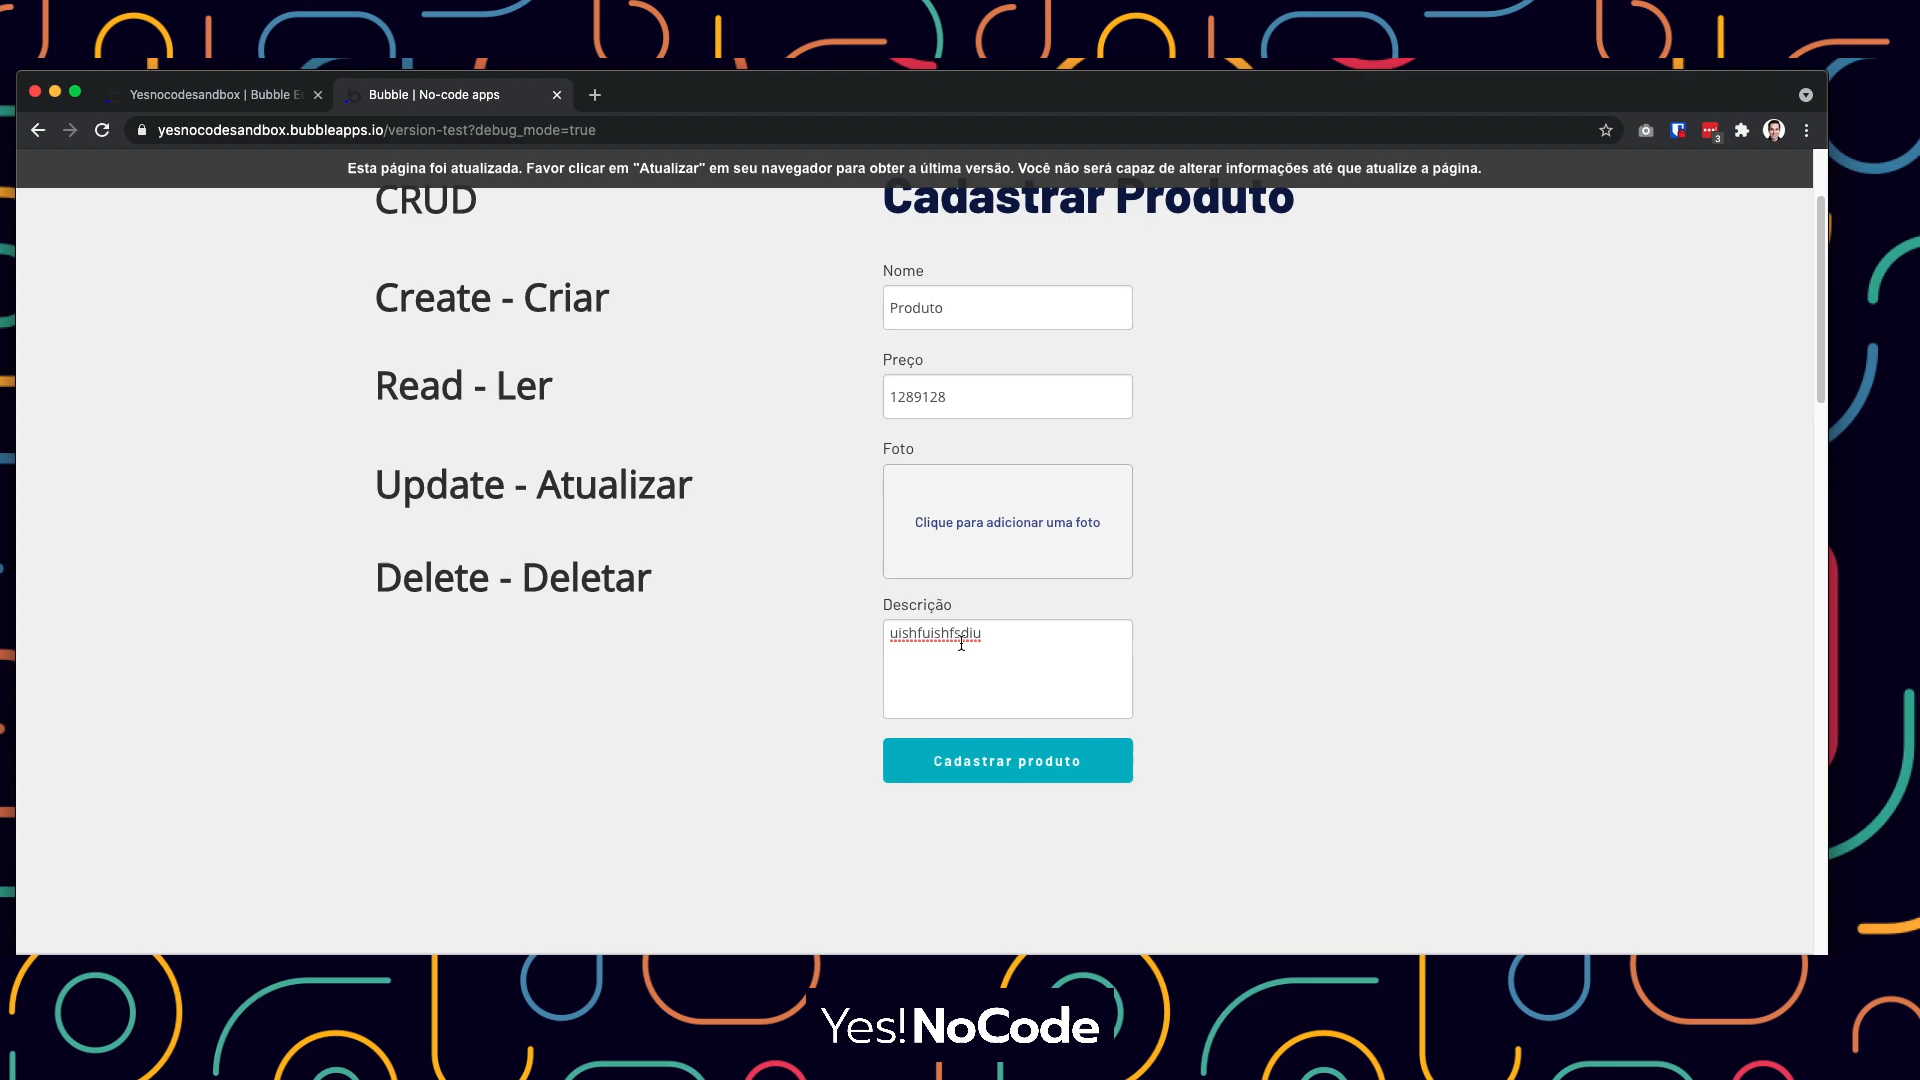 Yesnocodesandbox | Bubble E
Bubble | No-code apps
yesnocodesandbox.bubbleapps.io/version-test?debug_mode=true
3
Esta página foi atualizada. Favor clicar em "Atualizar" em seu navegador para obter a última versão. Você não será capaz de alterar informações até que atualize a página.
CRUD
Create - Criar
Read - Ler
Update - Atualizar
Delete - Deletar
Cadastrar Produto
Nome
Produto
Preço
1289128
Foto
Clique para adicionar uma foto
Descrição
uishfuishfsdiu
Cadastrar produto
Yes!NoCode